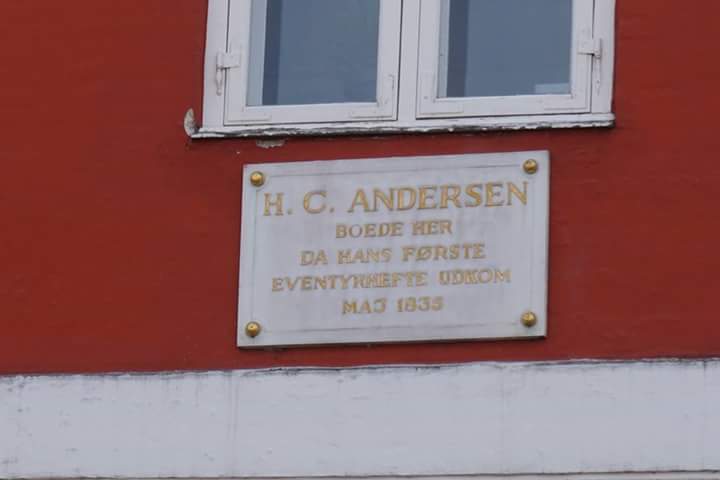 H. C. ANDERSEN
BOEDE HER
DA HANS FØRSTE
EVENTYRHEFTE UDKOM
MAJ 1835